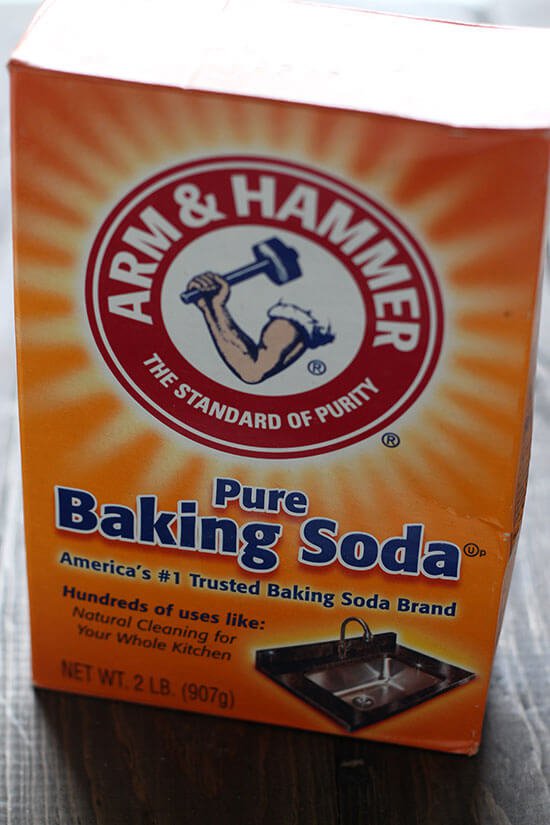 ARM & HAMMER
THE STANDARD OF PURITY
®
®
Pure
Baking Soda ⓊP
America's #1 Trusted Baking Soda Brand
Hundreds of uses like:
Natural Cleaning for
Your Whole Kitchen
NET WT. 2 LB. (907g)